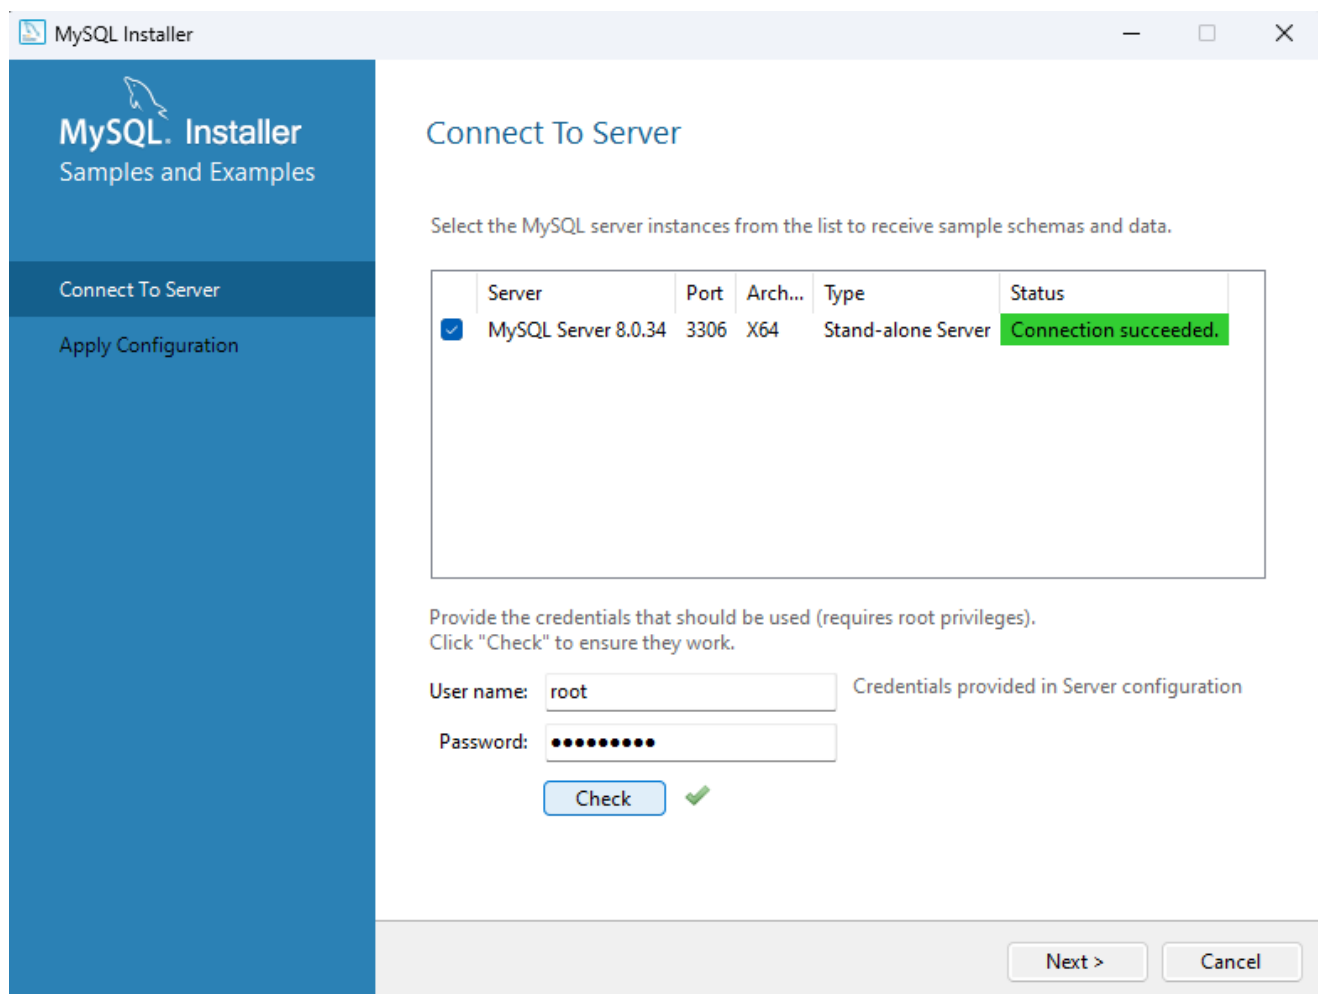 MySQL Installer
MySQL. Installer
Samples and Examples
Connect To Server
Apply Configuration
Connect To Server
Select the MySQL server instances from the list to receive sample schemas and data.
Server Port Arch... Type Status
MySQL Server 8.0.34 3306 X64 Stand-alone Server Connection succeeded.
Provide the credentials that should be used (requires root privileges).
Click "Check" to ensure they work.
User name: root Credentials provided in Server configuration
Password: ●●●●●●●●●
Check
Next > Cancel